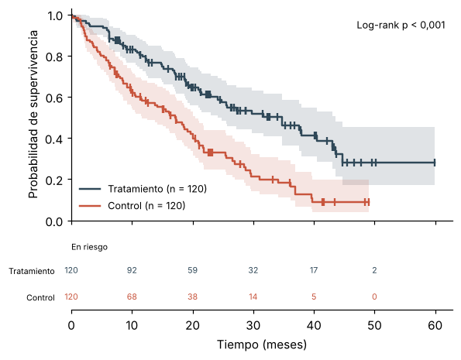 Log-rank p < 0,001
Probabilidad de supervivencia
1.0
0.8
0.6
0.4
0.2
0.0
Tratamiento (n = 120)
Control (n = 120)
En riesgo
Tratamiento 120 92 59 32 17 2
Control 120 68 38 14 5 0
0 10 20 30 40 50 60
Tiempo (meses)